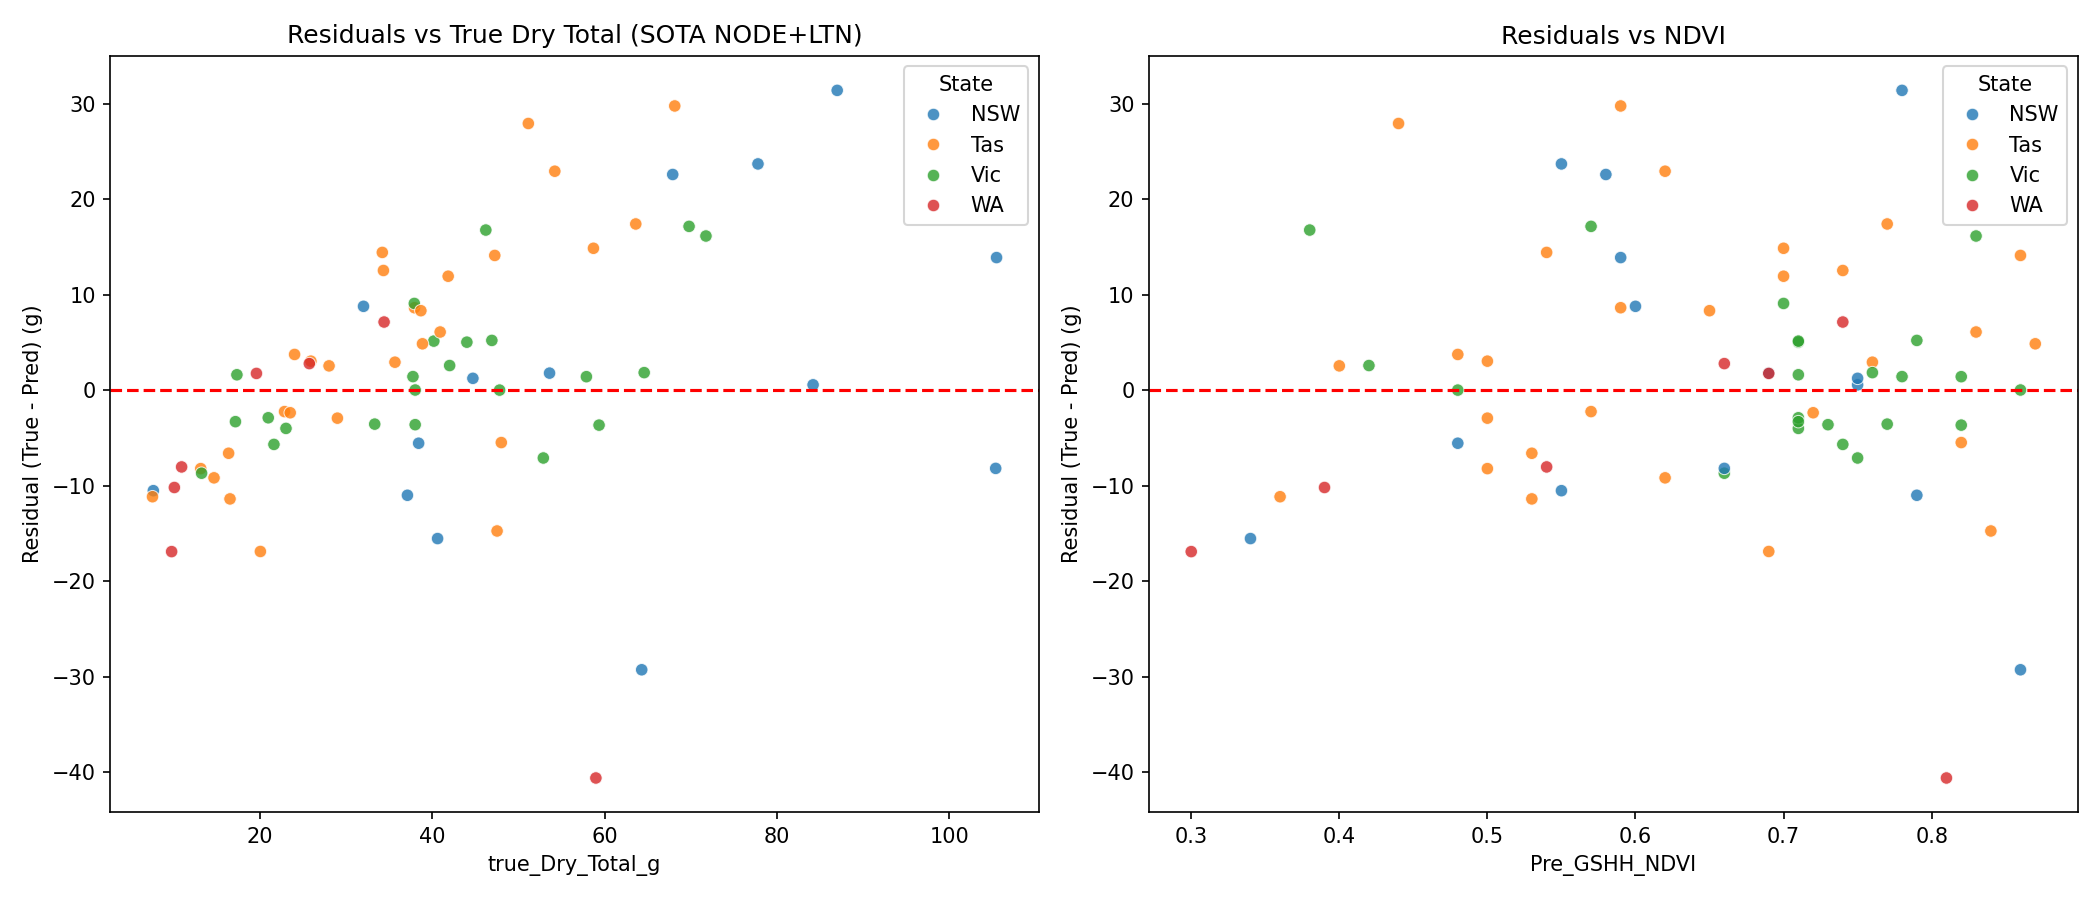 Residuals vs True Dry Total (SOTA NODE+LTN)
Residual (True - Pred) (g)
30
20
10
0
−10
−20
−30
−40
20
40
60
80
100
true_Dry_Total_g
State
NSW
Tas
Vic
WA
Residuals vs NDVI
Residual (True - Pred) (g)
30
20
10
0
−10
−20
−30
−40
0.3
0.4
0.5
0.6
0.7
0.8
Pre_GSHH_NDVI
State
NSW
Tas
Vic
WA